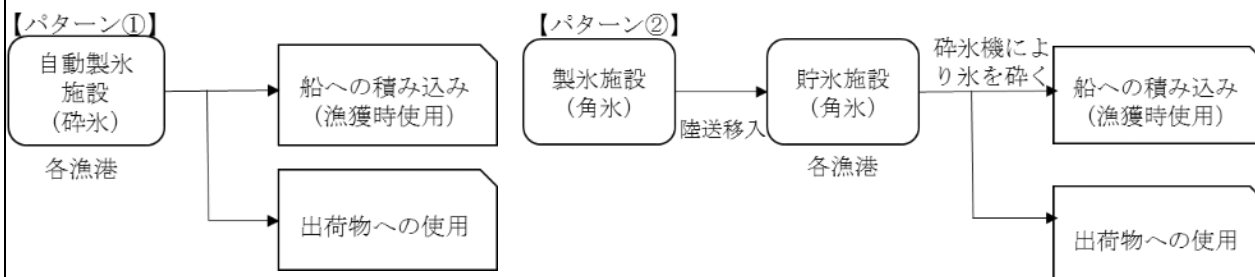 【パターン①】
自動製氷
施設
（砕氷）
各漁港
船への積み込み
（漁獲時使用）
出荷物への使用
【パターン②】
製氷施設
（角氷）
陸送移入
貯氷施設
（角氷）
各漁港
砕氷機によ
り氷を砕く
船への積み込み
（漁獲時使用）
出荷物への使用